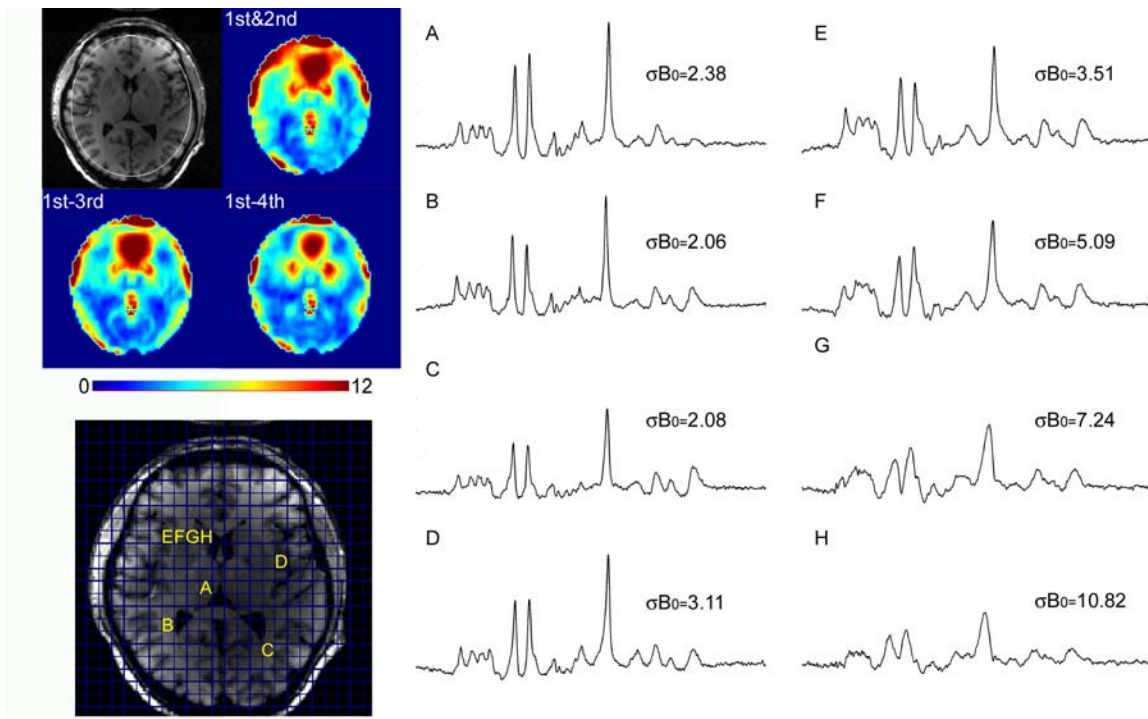 1st&2nd
1st-3rd
1st-4th
0
12
EFGH
D
A
B
C
A
σB₀=2.38
B
σB₀=2.06
C
σB₀=2.08
D
σB₀=3.11
E
σB₀=3.51
F
σB₀=5.09
G
σB₀=7.24
H
σB₀=10.82